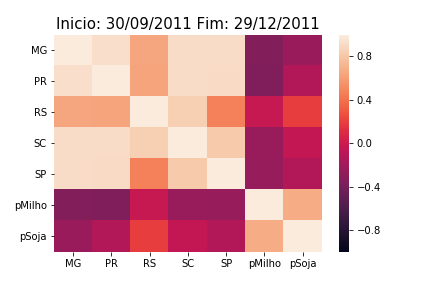 Inicio: 30/09/2011 Fim: 29/12/2011
MG
PR
RS
SC
SP
pMilho
pSoja
MG PR RS SC SP pMilho pSoja
0.8
0.4
0.0
−0.4
−0.8